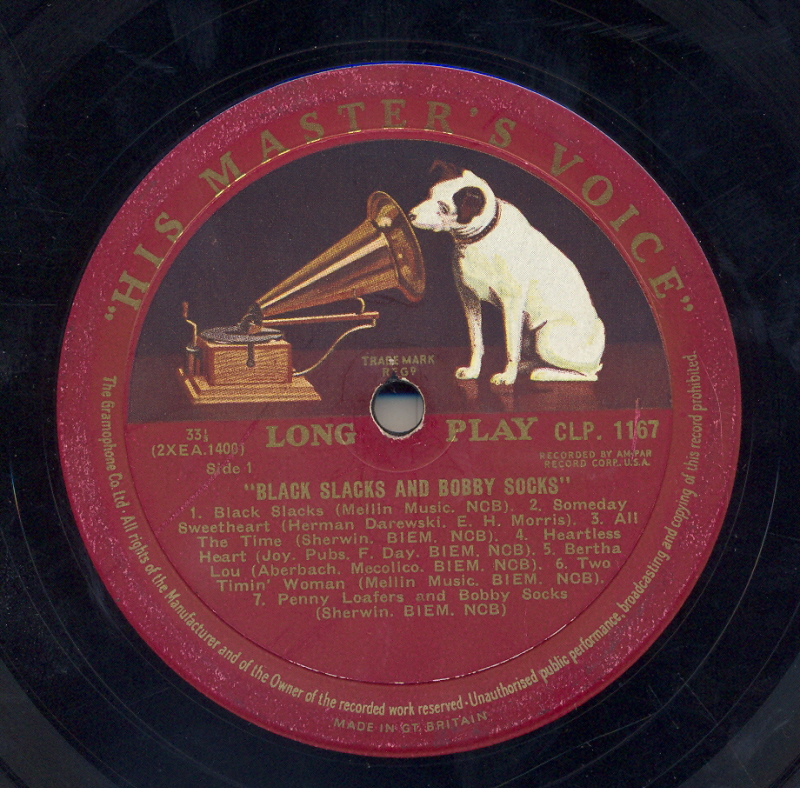 "HIS MASTER'S VOICE"
TRADE MARK
REG9
33⅓
(2XEA.1400)
Side 1
LONG PLAY CLP. 1167
RECORDED BY AM-PAR
RECORD CORP. U.S.A.
"BLACK SLACKS AND BOBBY SOCKS"
1. Black Slacks (Mellin Music. NCB). 2. Someday
Sweetheart (Herman Darewski. E. H. Morris). 3. All
The Time (Sherwin. BIEM. NCB). 4. Heartless
Heart (Joy. Pubs. F. Day. BIEM. NCB). 5. Bertha
Lou (Aberbach. Mecolico. BIEM. NCB). 6. Two
Timin' Woman (Mellin Music. BIEM. NCB).
7. Penny Loafers and Bobby Socks
(Sherwin. BIEM. NCB)
The Gramophone Co. Ltd. All rights of the Manufacturer and of the Owner of the recorded work reserved · Unauthorised public performance, broadcasting and copying of this record prohibited.
MADE IN GT. BRITAIN